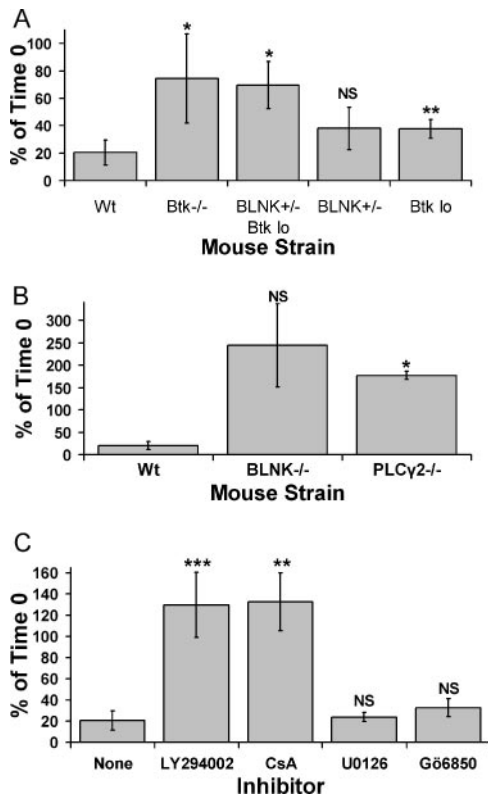 A
% of Time 0
100
80
60
40
20
0
*
*
NS
**
Wt
Btk-/-
BLNK+/-
Btk lo
BLNK+/-
Btk lo
Mouse Strain
B
% of Time 0
300
250
200
150
100
50
0
NS
*
Wt
BLNK-/-
PLCγ2-/-
Mouse Strain
C
% of Time 0
160
140
120
100
80
60
40
20
0
***
**
NS
NS
None
LY294002
CsA
U0126
Gö6850
Inhibitor